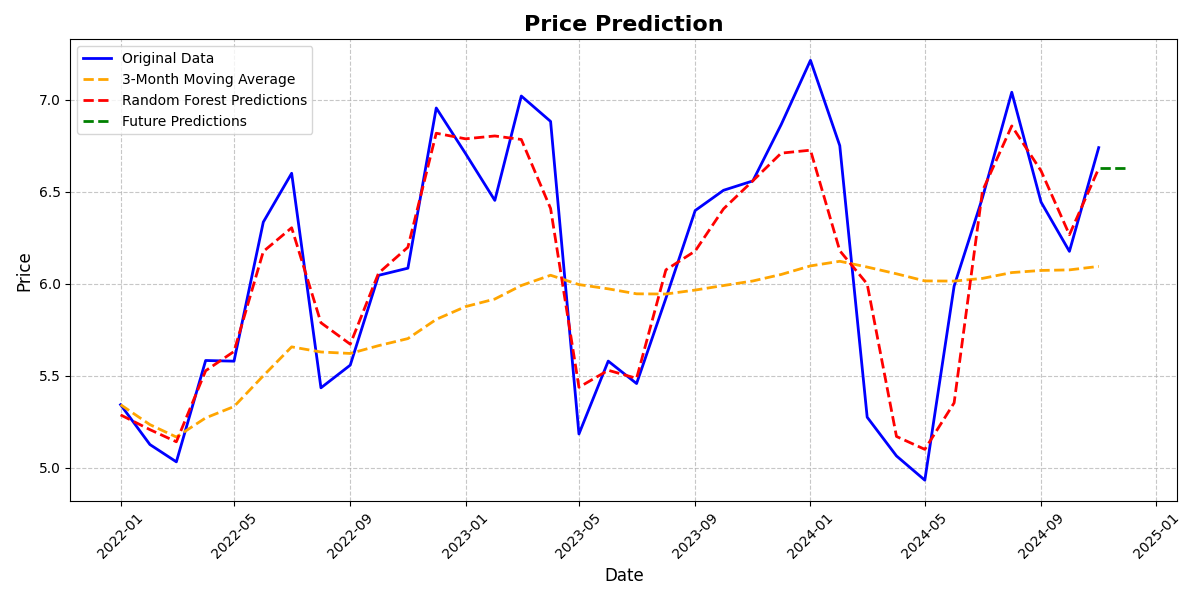 Price Prediction
Original Data
3-Month Moving Average
Random Forest Predictions
Future Predictions
Price
7.0
6.5
6.0
5.5
5.0
2022-01
2022-05
2022-09
2023-01
2023-05
2023-09
2024-01
2024-05
2024-09
2025-01
Date